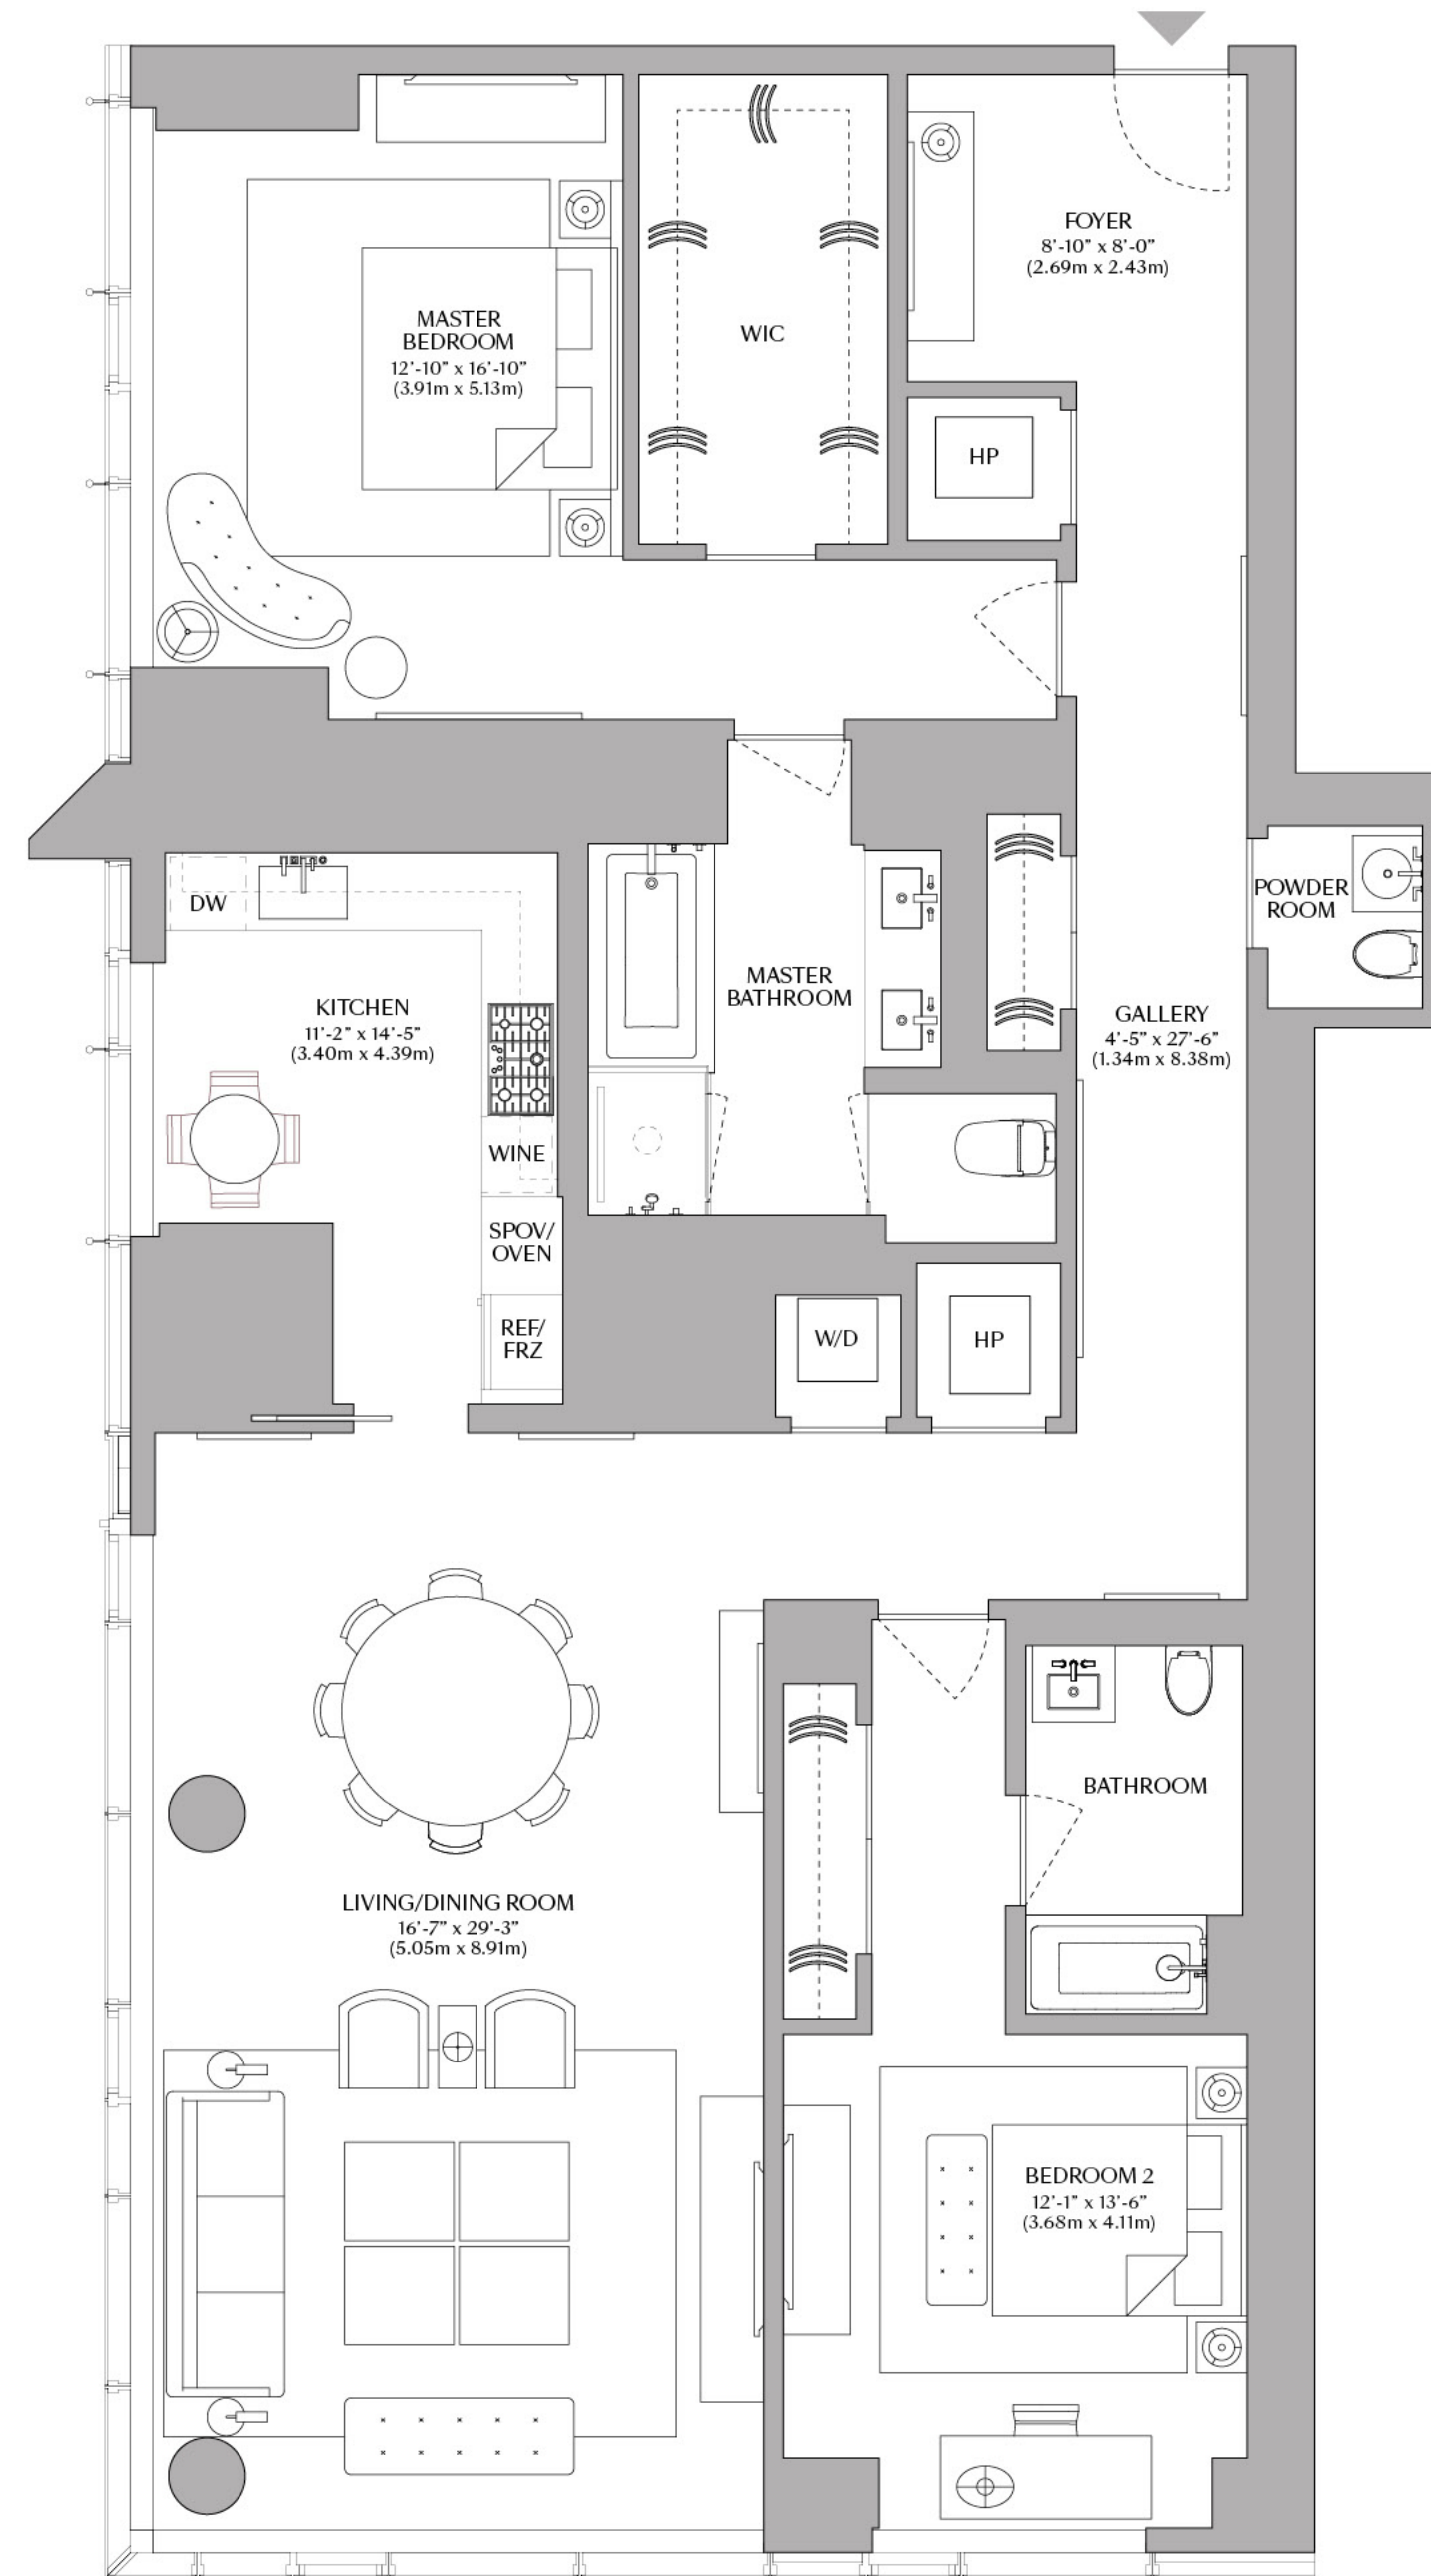 FOYER
8'-10" x 8'-0"
(2.69m x 2.43m)
MASTER
BEDROOM
12'-10" x 16'-10"
(3.91m x 5.13m)
WIC
HP
POWDER
ROOM
DW
MASTER
BATHROOM
KITCHEN
11'-2" x 14'-5"
(3.40m x 4.39m)
GALLERY
4'-5" x 27'-6"
(1.34m x 8.38m)
WINE
SPOV/
OVEN
REF/
FRZ
W/D
HP
BATHROOM
LIVING/DINING ROOM
16'-7" x 29'-3"
(5.05m x 8.91m)
BEDROOM 2
12'-1" x 13'-6"
(3.68m x 4.11m)